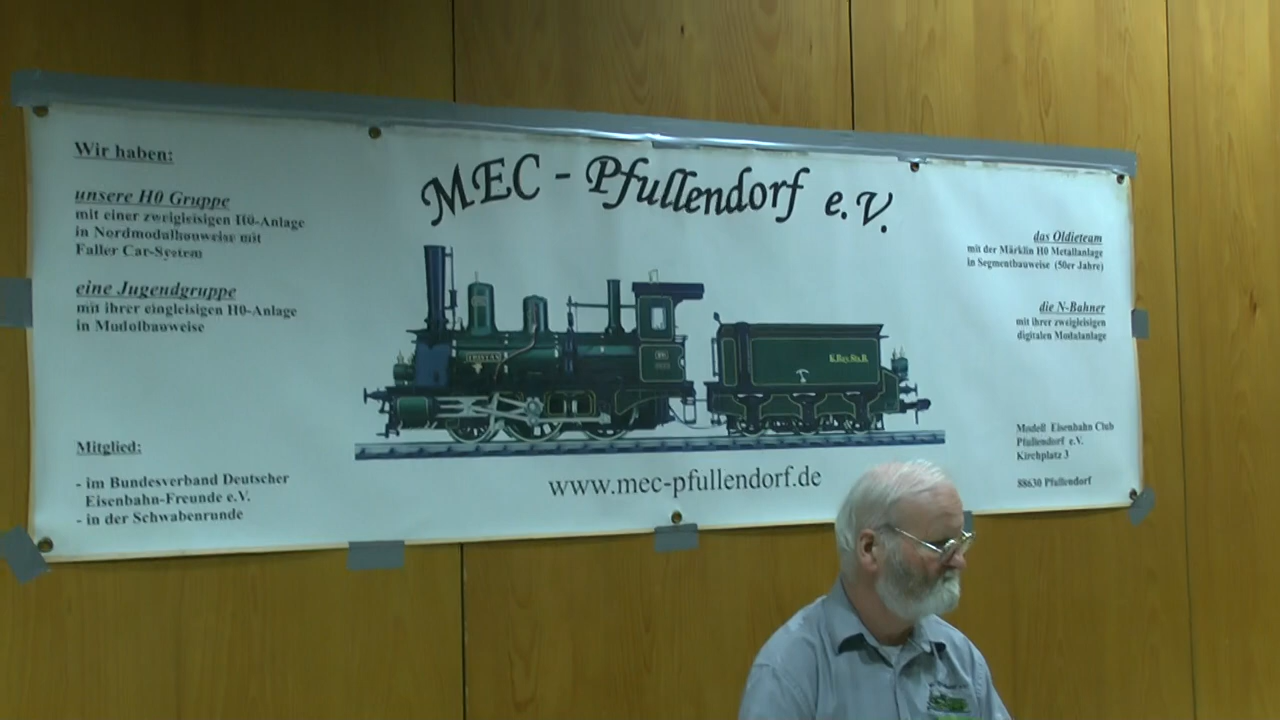 MEC - Pfullendorf e.V.
Wir haben:
unsere H0 Gruppe
mit einer zweigleisigen H0-Anlage
in Nordmodulbauweise mit
Faller Car-System
eine Jugendgruppe
mit ihrer eingleisigen H0-Anlage
in Mudolbauweise
Mitglied:
- im Bundesverband Deutscher
Eisenbahn-Freunde e.V.
- in der Schwabenrunde
TRISTAN
K.Bay.Sts.B.
www.mec-pfullendorf.de
das Oldieteam
mit der Märklin H0 Metallanlage
in Segmentbauweise (50er Jahre)
die N-Bahner
mit ihrer zweigleisigen
digitalen Modulanlage
Modell Eisenbahn Club
Pfullendorf e.V.
Kirchplatz 3
88630 Pfullendorf